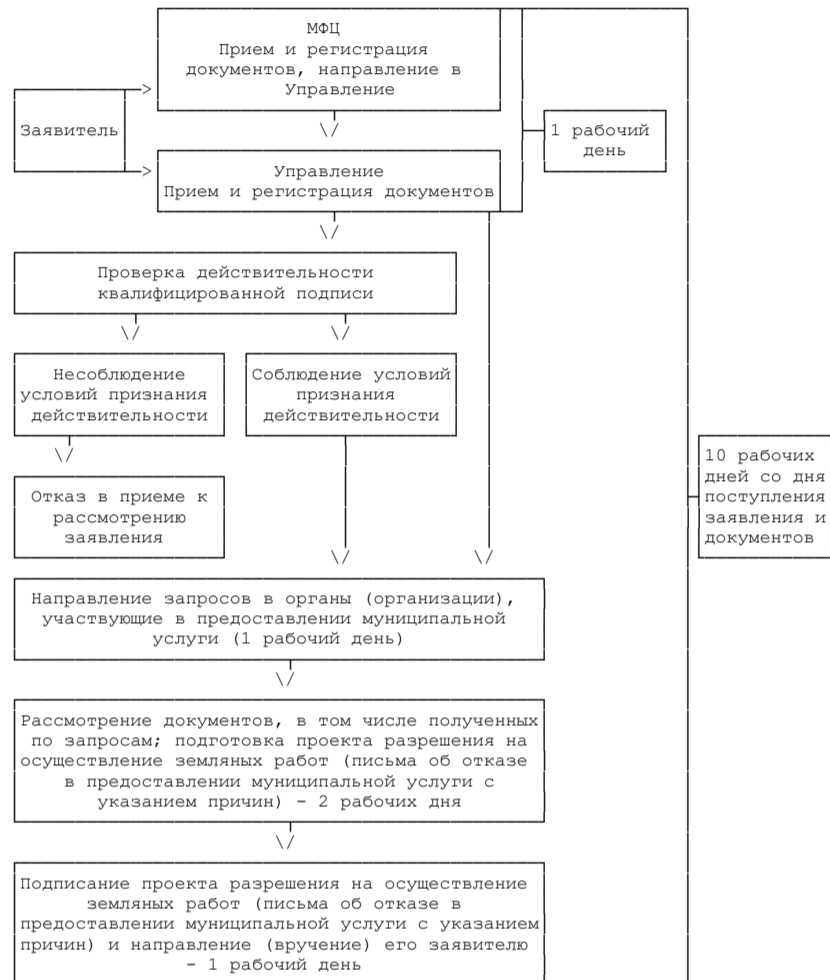 МФЦ
Прием и регистрация
документов, направление в
Управление
Заявитель
1 рабочий
день
Управление
Прием и регистрация документов
Проверка действительности
квалифицированной подписи
Несоблюдение
условий признания
действительности
Соблюдение условий
признания
действительности
Отказ в приеме к
рассмотрению
заявления
10 рабочих
дней со дня
поступления
заявления и
документов
Направление запросов в органы (организации),
участвующие в предоставлении муниципальной
услуги (1 рабочий день)
Рассмотрение документов, в том числе полученных
по запросам; подготовка проекта разрешения на
осуществление земляных работ (письма об отказе
в предоставлении муниципальной услуги с
указанием причин) - 2 рабочих дня
Подписание проекта разрешения на осуществление
земляных работ (письма об отказе в
предоставлении муниципальной услуги с указанием
причин) и направление (вручение) его заявителю
- 1 рабочий день